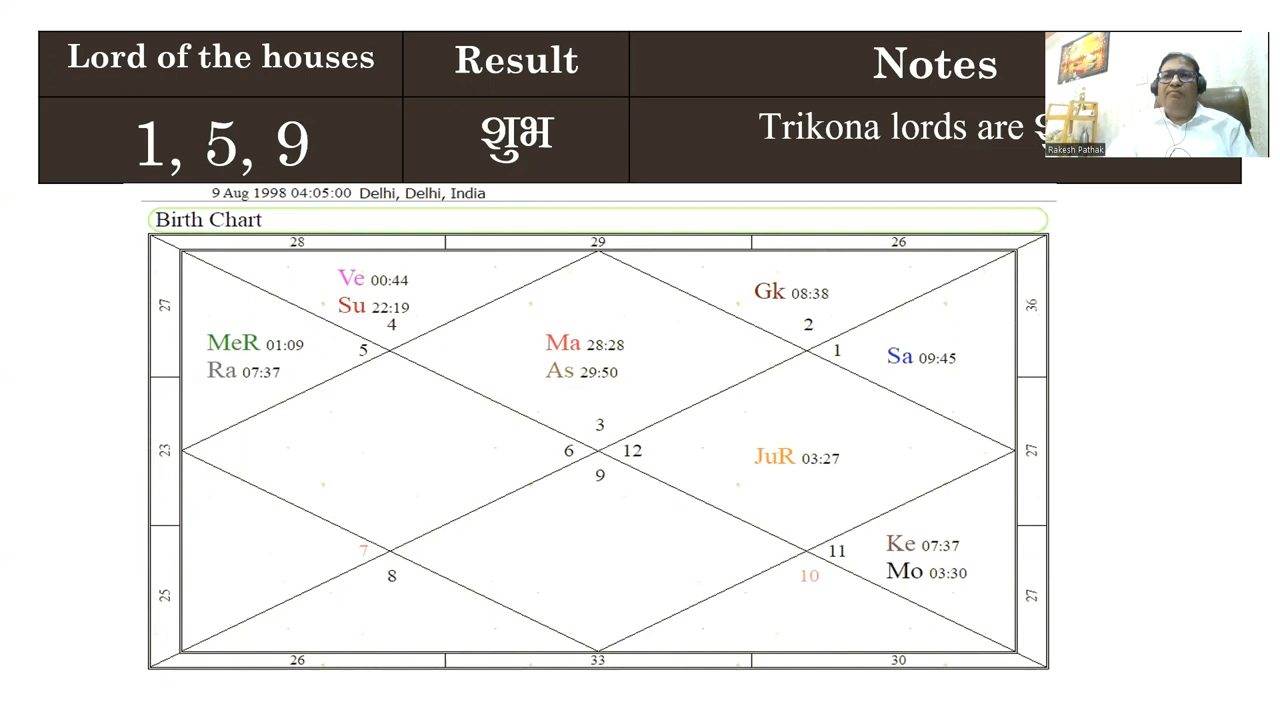 Lord of the houses
Result
Notes
1, 5, 9
शुभ
Trikona lords are
Rakesh Pathak
9 Aug 1998 04:05:00 Delhi, Delhi, India
Birth Chart
28
29
26
27
36
Ve 00:44
Su 22:19
4
Gk 08:38
2
MeR 01:09
Ra 07:37
5
Ma 28:28
As 29:50
1
Sa 09:45
3
23
6
12
JuR 03:27
27
9
7
8
11
10
Ke 07:37
Mo 03:30
25
27
26
33
30